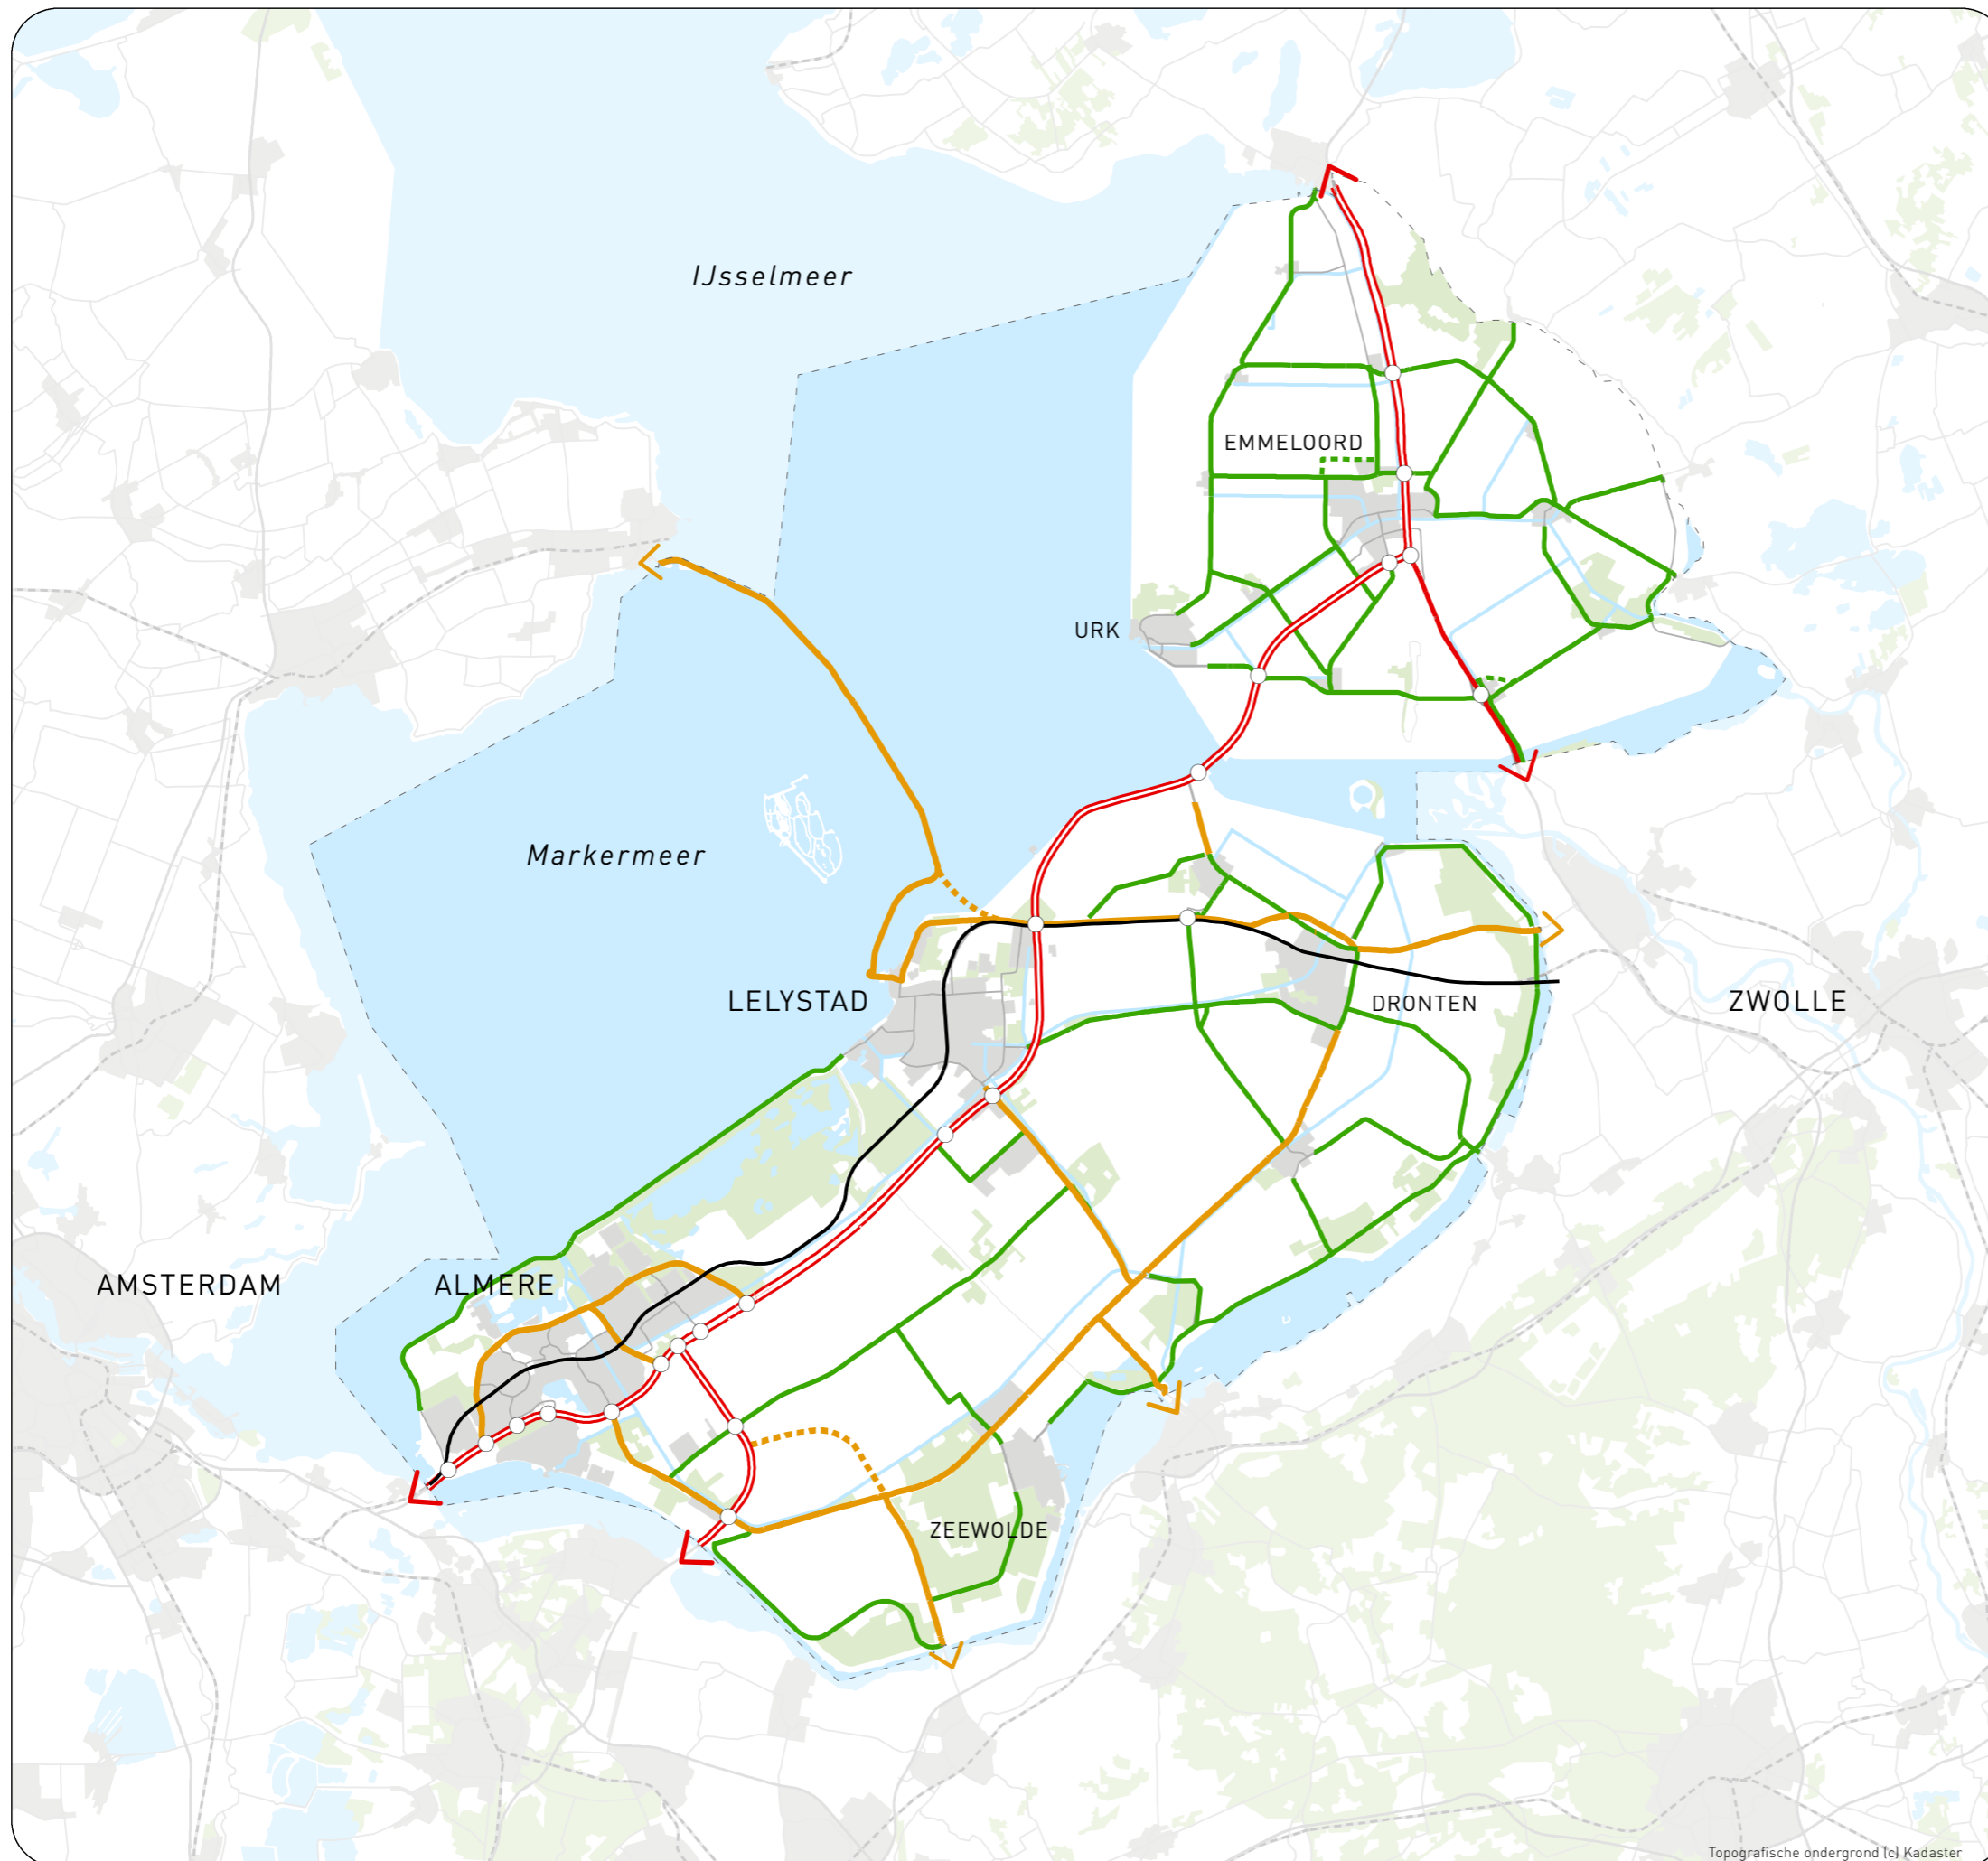 IJsselmeer
EMMELOORD
URK
Markermeer
LELYSTAD
DRONTEN
ZWOLLE
AMSTERDAM
ALMERE
ZEEWOLDE
Topografische ondergrond (c) Kadaster